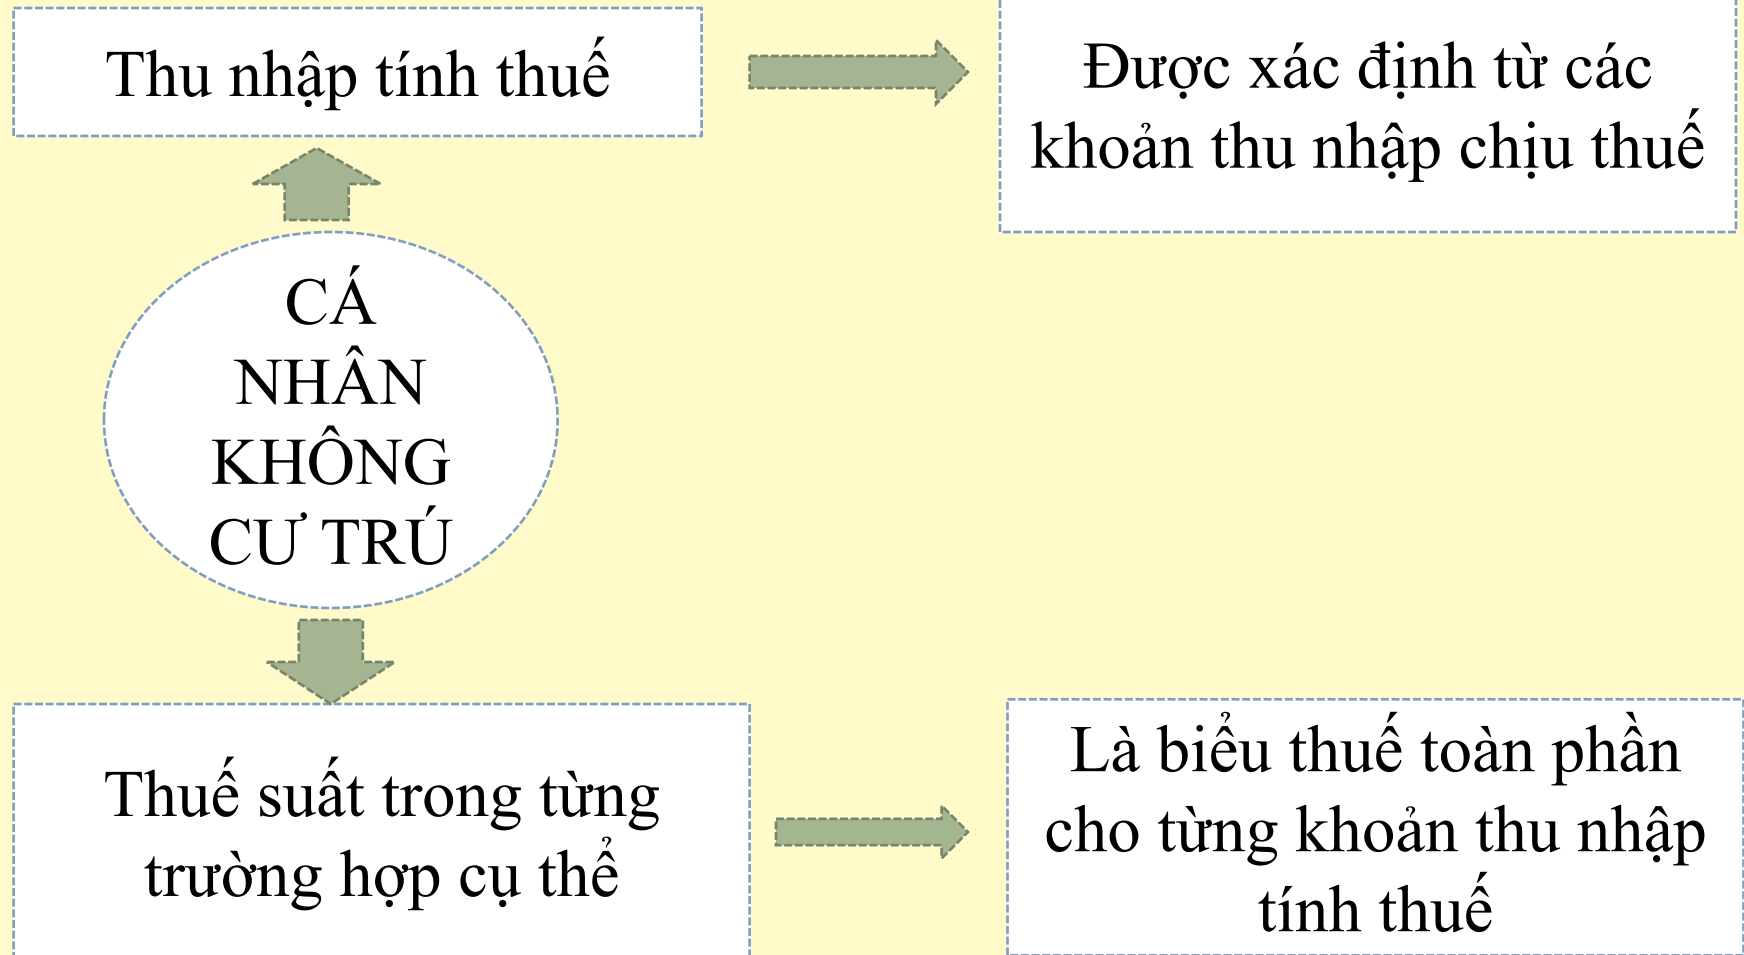 Thu nhập tính thuế
Được xác định từ các
khoản thu nhập chịu thuế
CÁ
NHÂN
KHÔNG
CƯ TRÚ
Thuế suất trong từng
trường hợp cụ thể
Là biểu thuế toàn phần
cho từng khoản thu nhập
tính thuế